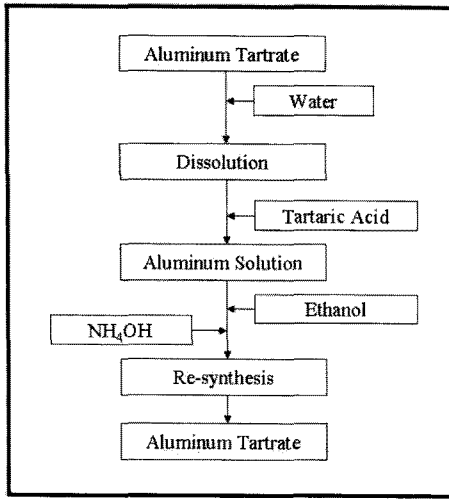 Aluminum Tartrate
Water
Dissolution
Tartaric Acid
Aluminum Solution
Ethanol
NH₄OH
Re-synthesis
Aluminum Tartrate